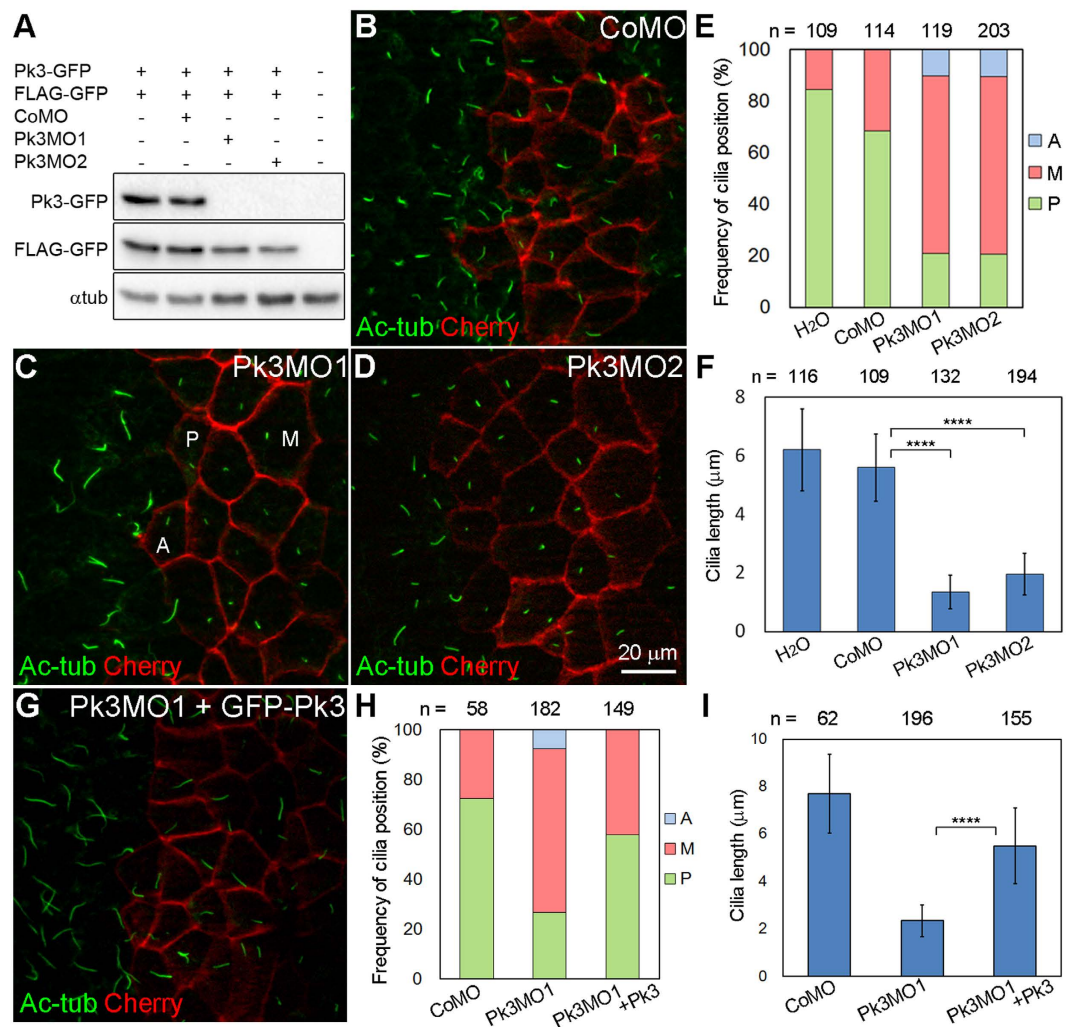 A
Pk3-GFP + + + + -
FLAG-GFP + + + + -
CoMO - + - - -
Pk3MO1 - - + - -
Pk3MO2 - - - + -
Pk3-GFP
FLAG-GFP
αtub
B CoMO
Ac-tub Cherry
E n = 109 114 119 203
Frequency of cilia position (%)
100
80
60
40
20
0
H2O CoMO Pk3MO1 Pk3MO2
A
M
P
C Pk3MO1
P M
A
Ac-tub Cherry
D Pk3MO2
20 μm
Ac-tub Cherry
F n = 116 109 132 194
Cilia length (μm)
8
6
4
2
0
****
****
H2O CoMO Pk3MO1 Pk3MO2
G Pk3MO1 + GFP-Pk3
Ac-tub Cherry
H n = 58 182 149
Frequency of cilia position (%)
100
80
60
40
20
0
CoMO Pk3MO1 Pk3MO1
+Pk3
A
M
P
I n = 62 196 155
Cilia length (μm)
10
8
6
4
2
0
****
CoMO Pk3MO1 Pk3MO1
+Pk3